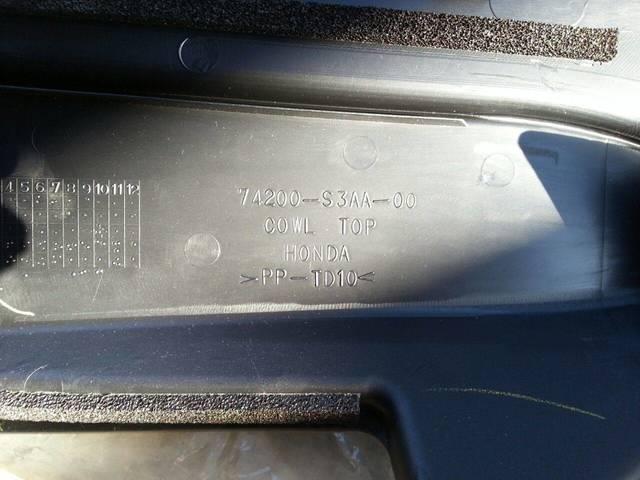 4 5 6 7 8 9 10 11 12
74200-S3AA-00
COWL TOP
HONDA
>PP-TD10<